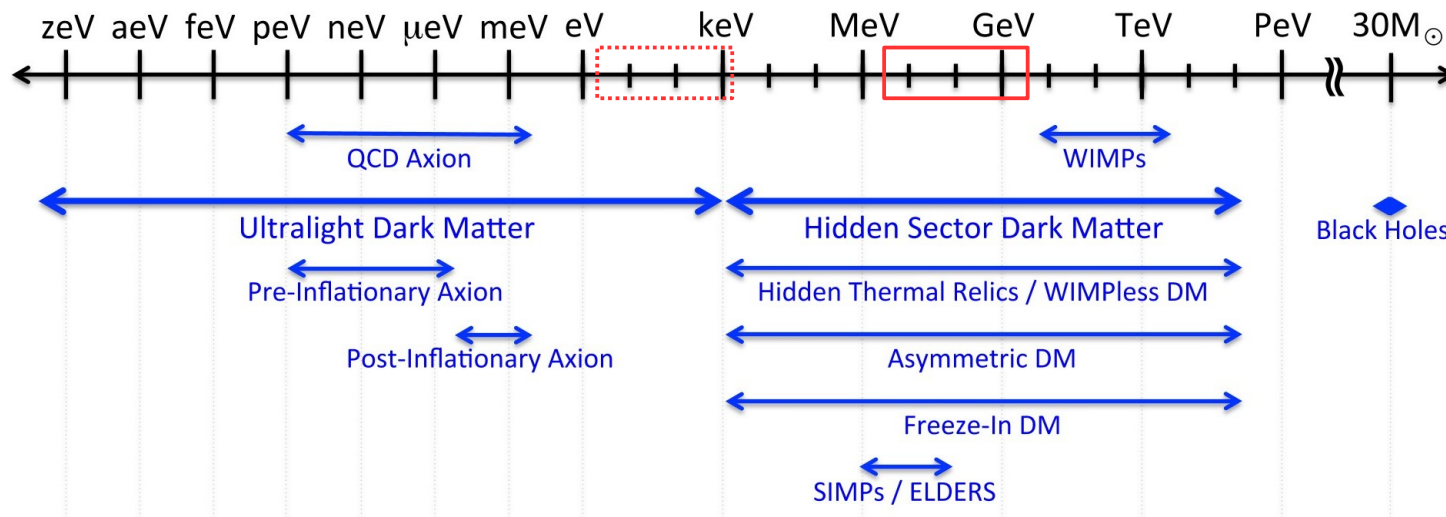 zeV aeV feV peV neV μeV meV eV keV MeV GeV TeV PeV 30M☉
QCD Axion WIMPs
Ultralight Dark Matter Hidden Sector Dark Matter Black Holes
Pre-Inflationary Axion Hidden Thermal Relics / WIMPless DM
Post-Inflationary Axion Asymmetric DM
Freeze-In DM
SIMPs / ELDERS